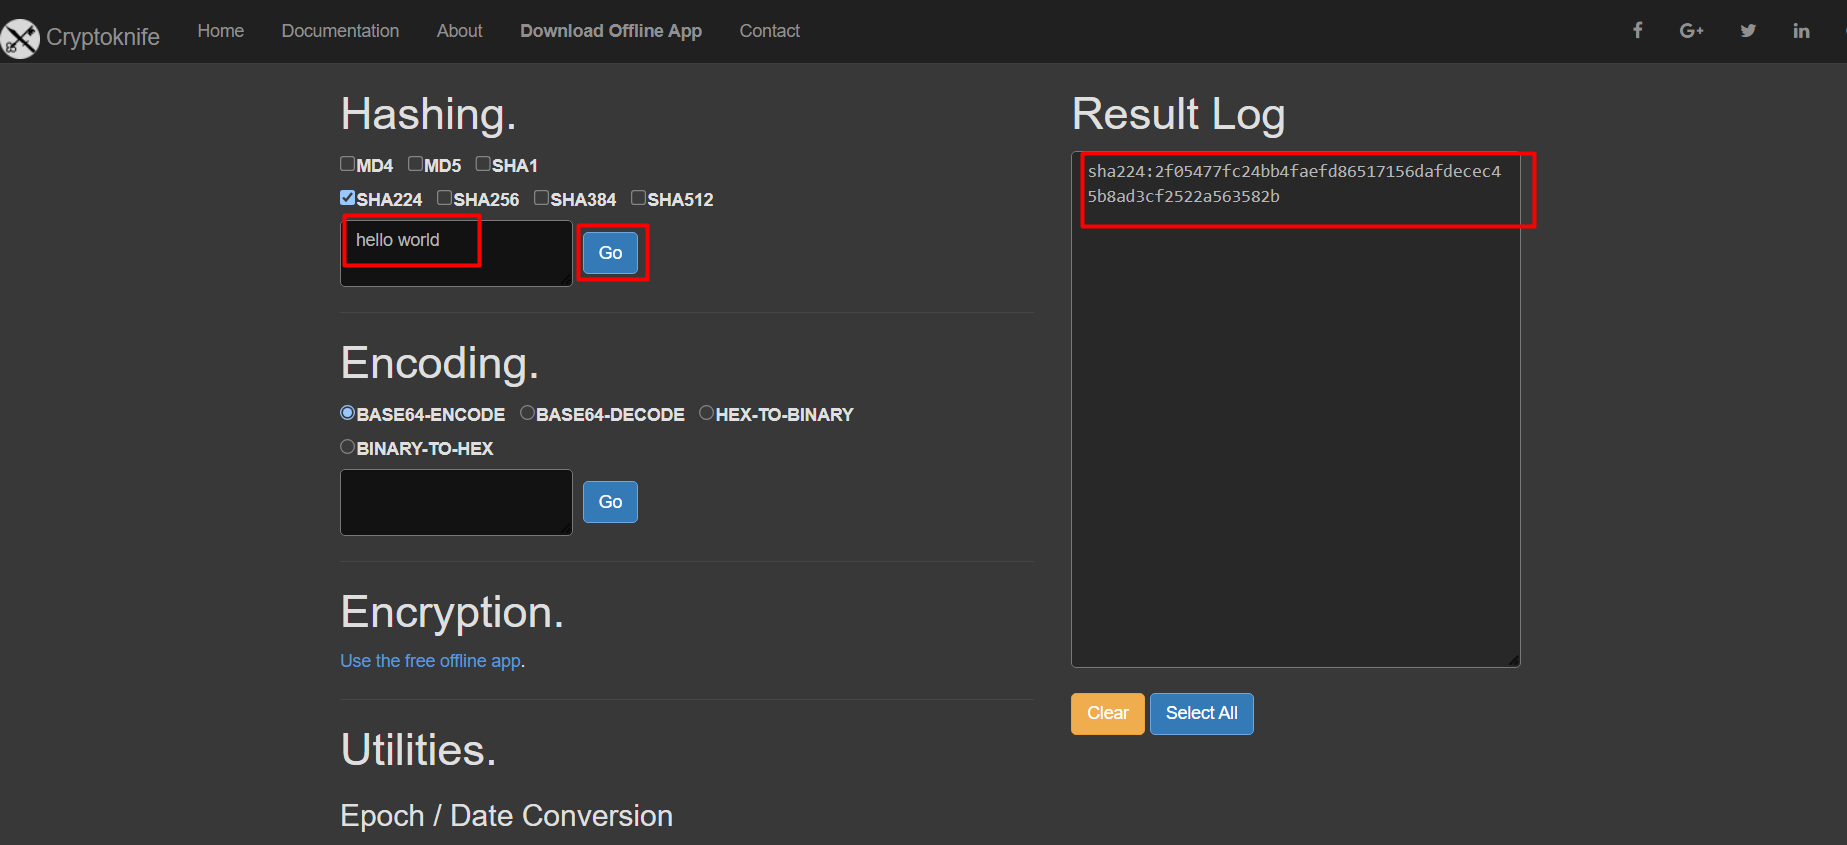 Cryptoknife Home Documentation About Download Offline App Contact
Hashing.
MD4 MD5 SHA1
SHA224 SHA256 SHA384 SHA512
hello world
Go
Encoding.
BASE64-ENCODE BASE64-DECODE HEX-TO-BINARY
BINARY-TO-HEX
Go
Encryption.
Use the free offline app.
Utilities.
Epoch / Date Conversion
Result Log
sha224:2f05477fc24bb4faefd86517156dafdecec4
5b8ad3cf2522a563582b
Clear Select All